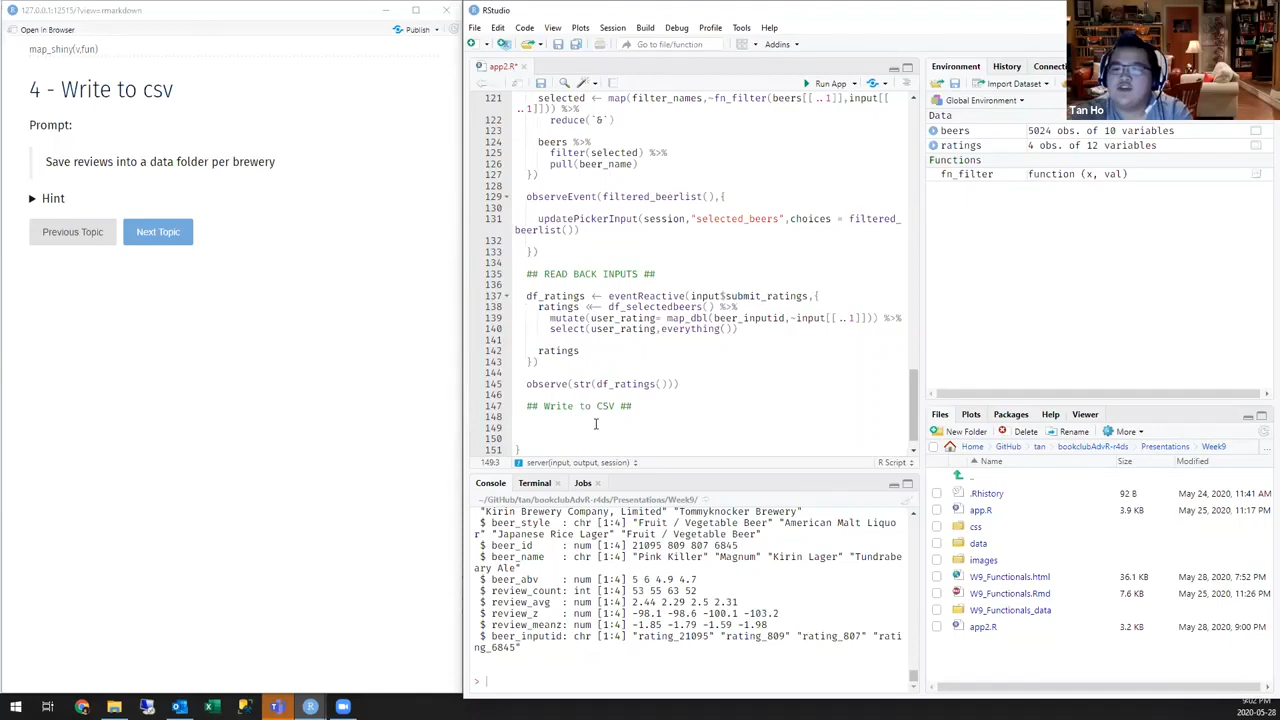 127.0.0.1:12515/?view=rmarkdown
Open in Browser
Publish
map_shiny(v,fun)
4 - Write to csv
Prompt:
Save reviews into a data folder per brewery
Hint
Previous Topic
Next Topic
RStudio
File Edit Code View Plots Session Build Debug Profile Tools Help
Go to file/function
Addins
app2.R*
Run App
121 selected <- map(filter_names,~fn_filter(beers[[..1]],input[[
..1]])) %>%
122 reduce(`&`)
123
124 beers %>%
125 filter(selected) %>%
126 pull(beer_name)
127 })
128
129 observeEvent(filtered_beerlist(),{
130
131 updatePickerInput(session,"selected_beers",choices = filtered_
beerlist())
132
133 })
134
135 ## READ BACK INPUTS ##
136
137 df_ratings <- eventReactive(input$submit_ratings,{
138 ratings <<- df_selectedbeers() %>%
139 mutate(user_rating= map_dbl(beer_inputid,~input[[..1]])) %>%
140 select(user_rating,everything())
141
142 ratings
143 })
144
145 observe(str(df_ratings()))
146
147 ## Write to CSV ##
148
149
150
151 }
149:3 server(input, output, session) R Script
Console Terminal Jobs
~/GitHub/tan/bookclubAdvR-r4ds/Presentations/Week9/
"Kirin Brewery Company, Limited" "Tommyknocker Brewery"
$ beer_style : chr [1:4] "Fruit / Vegetable Beer" "American Malt Liquo
r" "Japanese Rice Lager" "Fruit / Vegetable Beer"
$ beer_id : num [1:4] 21095 809 807 6845
$ beer_name : chr [1:4] "Pink Killer" "Magnum" "Kirin Lager" "Tundrabe
ary Ale"
$ beer_abv : num [1:4] 5 6 4.9 4.7
$ review_count: int [1:4] 53 55 63 52
$ review_avg : num [1:4] 2.44 2.29 2.5 2.31
$ review_z : num [1:4] -98.1 -98.6 -100.1 -103.2
$ review_meanz: num [1:4] -1.85 -1.79 -1.59 -1.98
$ beer_inputid: chr [1:4] "rating_21095" "rating_809" "rating_807" "rati
ng_6845"
>
Environment History Connecti
Import Dataset
Global Environment
Data
beers 5024 obs. of 10 variables
ratings 4 obs. of 12 variables
Functions
fn_filter function (x, val)
Tan Ho
Files Plots Packages Help Viewer
New Folder Delete Rename More
Home GitHub tan bookclubAdvR-r4ds Presentations Week9
Name Size Modified
..
.Rhistory 92 B May 24, 2020, 11:41 AM
app.R 3.9 KB May 25, 2020, 11:17 PM
css
data
images
W9_Functionals.html 36.1 KB May 28, 2020, 7:52 PM
W9_Functionals.Rmd 7.6 KB May 25, 2020, 11:26 PM
W9_Functionals_data
app2.R 3.2 KB May 28, 2020, 9:00 PM
9:02 PM
2020-05-28